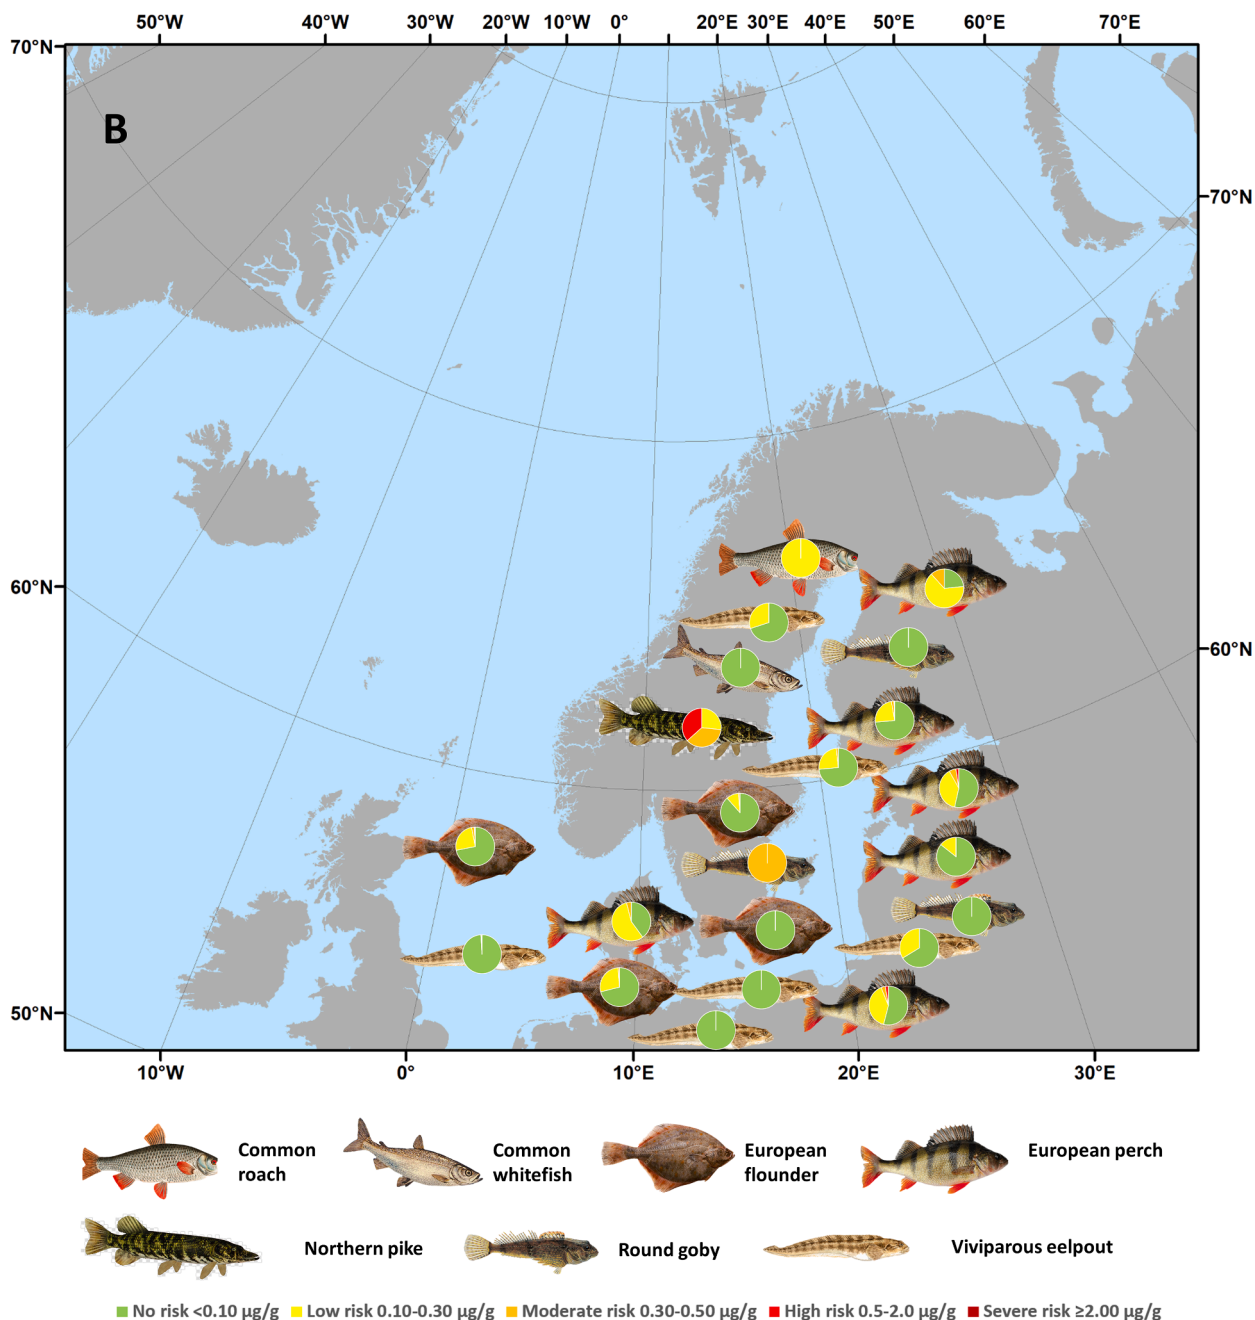 50°W 40°W 30°W 20°W 10°W 0° 20°E 30°E 40°E 50°E 60°E 70°E
70°N
B
70°N
60°N
60°N
50°N
10°W 0° 10°E 20°E 30°E
Common
roach
Common
whitefish
European
flounder
European perch
Northern pike
Round goby
Viviparous eelpout
No risk <0.10 µg/g Low risk 0.10-0.30 µg/g Moderate risk 0.30-0.50 µg/g High risk 0.5-2.0 µg/g Severe risk ≥2.00 µg/g